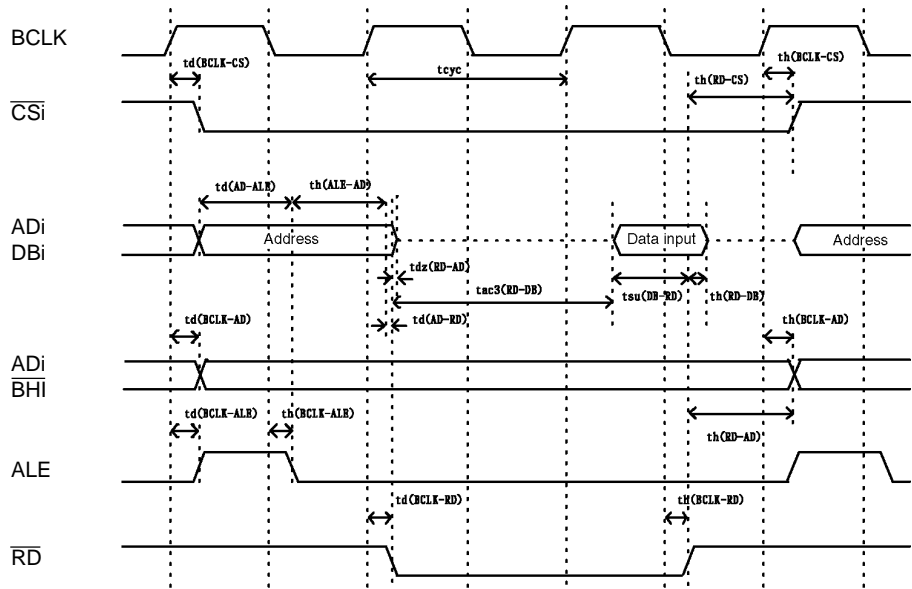 BCLK
td(BCLK-CS)
tcyc
th(BCLK-CS)
th(RD-CS)
CSi
td(AD-ALE)
th(ALE-AD)
ADi
DBi
Address
Data input
Address
tdz(RD-AD)
tac3(RD-DB)
tsu(DB-RD)
th(RD-DB)
td(BCLK-AD)
td(AD-RD)
th(BCLK-AD)
ADi
BHI
td(BCLK-ALE)
th(BCLK-ALE)
th(RD-AD)
ALE
td(BCLK-RD)
th(BCLK-RD)
RD